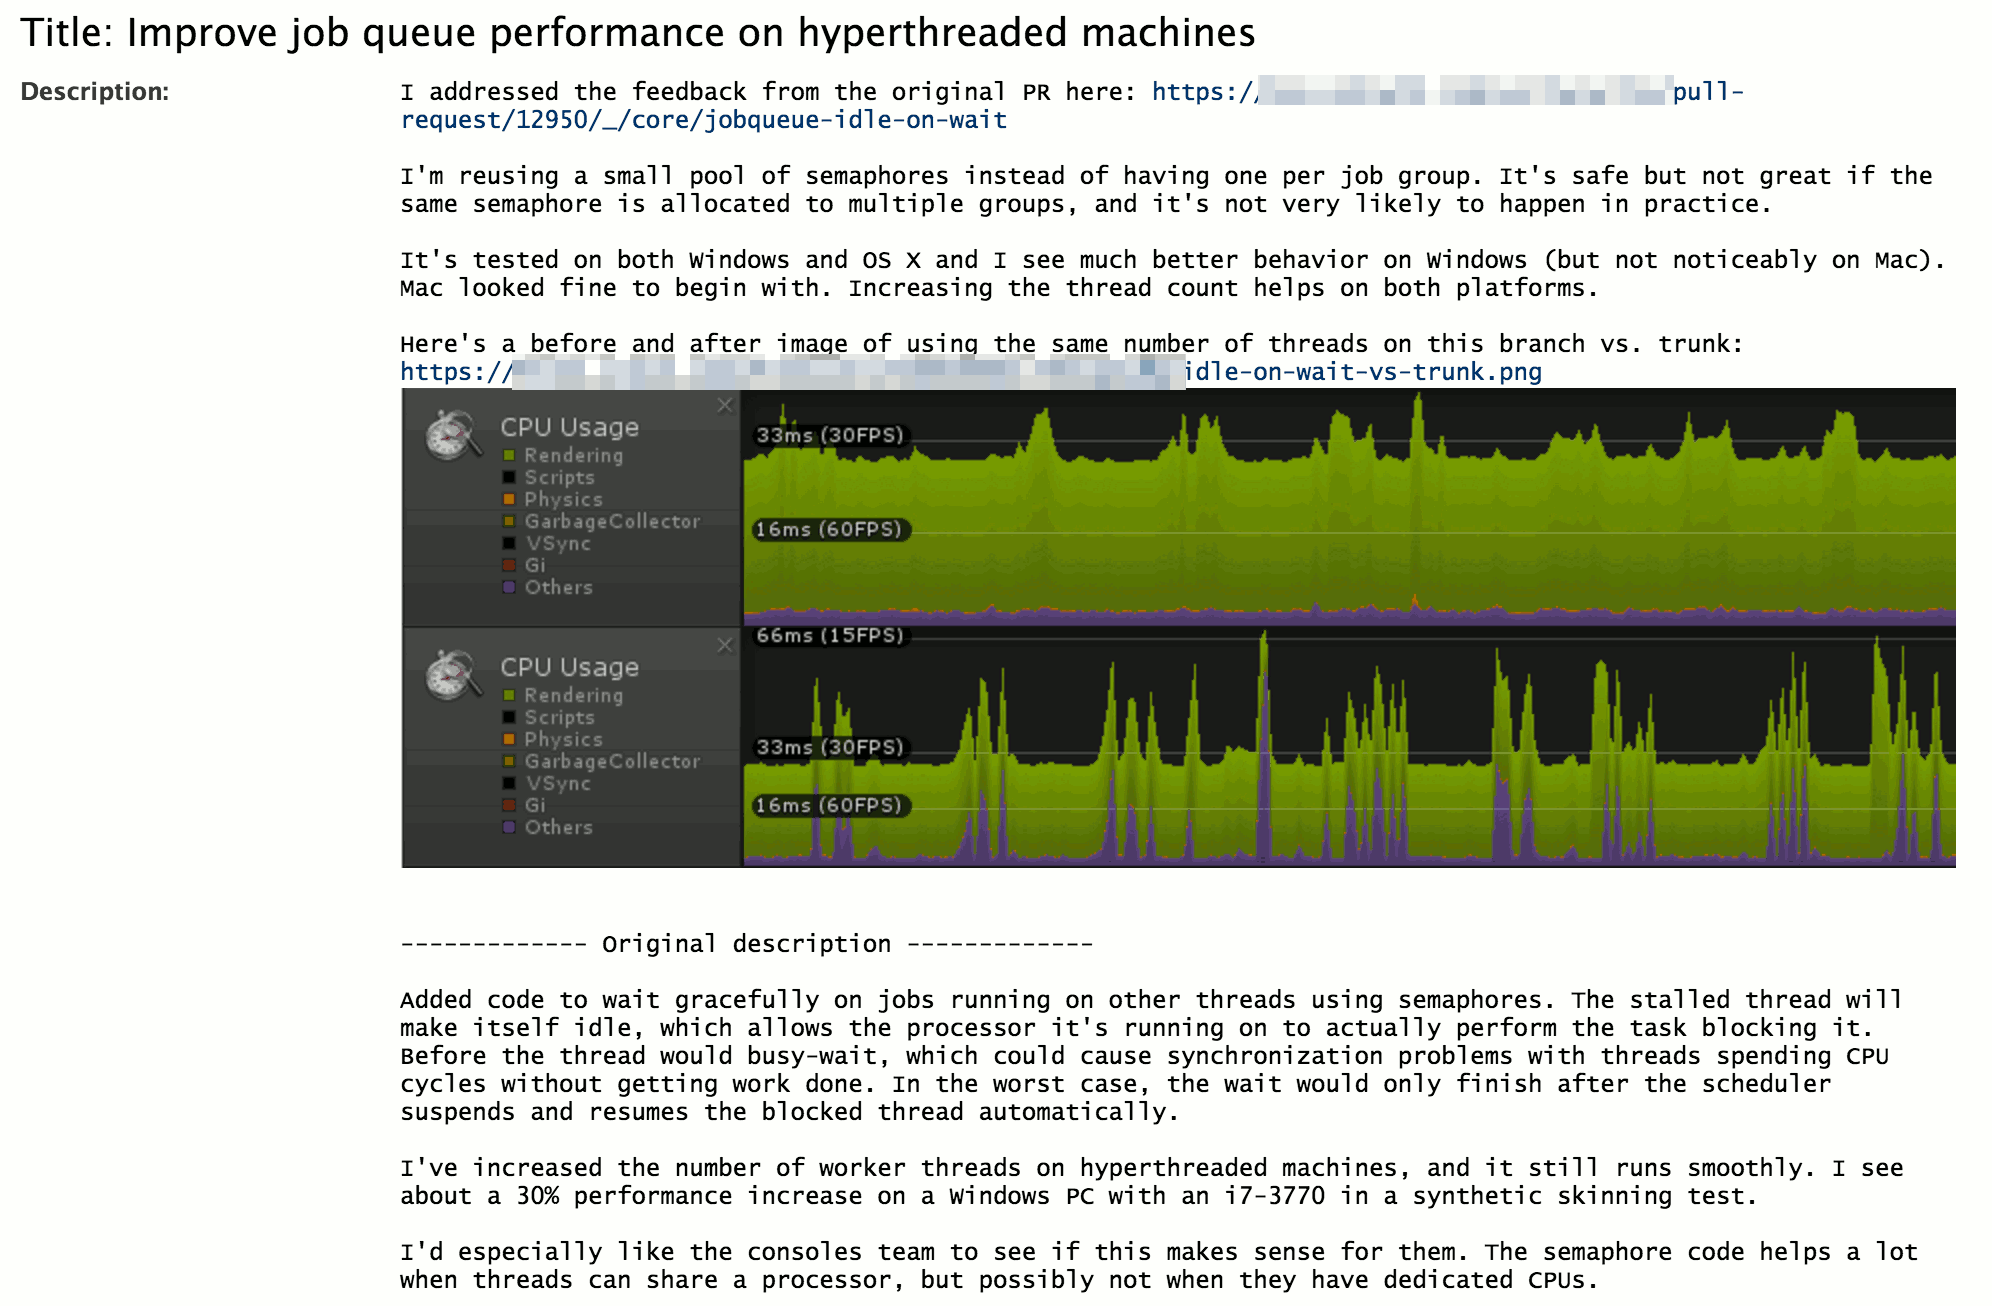 Title: Improve job queue performance on hyperthreaded machines
Description:
I addressed the feedback from the original PR here: https://pull-
request/12950/_/core/jobqueue-idle-on-wait
I'm reusing a small pool of semaphores instead of having one per job group. It's safe but not great if the
same semaphore is allocated to multiple groups, and it's not very likely to happen in practice.
It's tested on both Windows and OS X and I see much better behavior on Windows (but not noticeably on Mac).
Mac looked fine to begin with. Increasing the thread count helps on both platforms.
Here's a before and after image of using the same number of threads on this branch vs. trunk:
https://idle-on-wait-vs-trunk.png
CPU Usage
Rendering
Scripts
Physics
GarbageCollector
VSync
Gi
Others
33ms (30FPS)
16ms (60FPS)
CPU Usage
Rendering
Scripts
Physics
GarbageCollector
VSync
Gi
Others
66ms (15FPS)
33ms (30FPS)
16ms (60FPS)
------------- Original description -------------
Added code to wait gracefully on jobs running on other threads using semaphores. The stalled thread will
make itself idle, which allows the processor it's running on to actually perform the task blocking it.
Before the thread would busy-wait, which could cause synchronization problems with threads spending CPU
cycles without getting work done. In the worst case, the wait would only finish after the scheduler
suspends and resumes the blocked thread automatically.
I've increased the number of worker threads on hyperthreaded machines, and it still runs smoothly. I see
about a 30% performance increase on a Windows PC with an i7-3770 in a synthetic skinning test.
I'd especially like the consoles team to see if this makes sense for them. The semaphore code helps a lot
when threads can share a processor, but possibly not when they have dedicated CPUs.